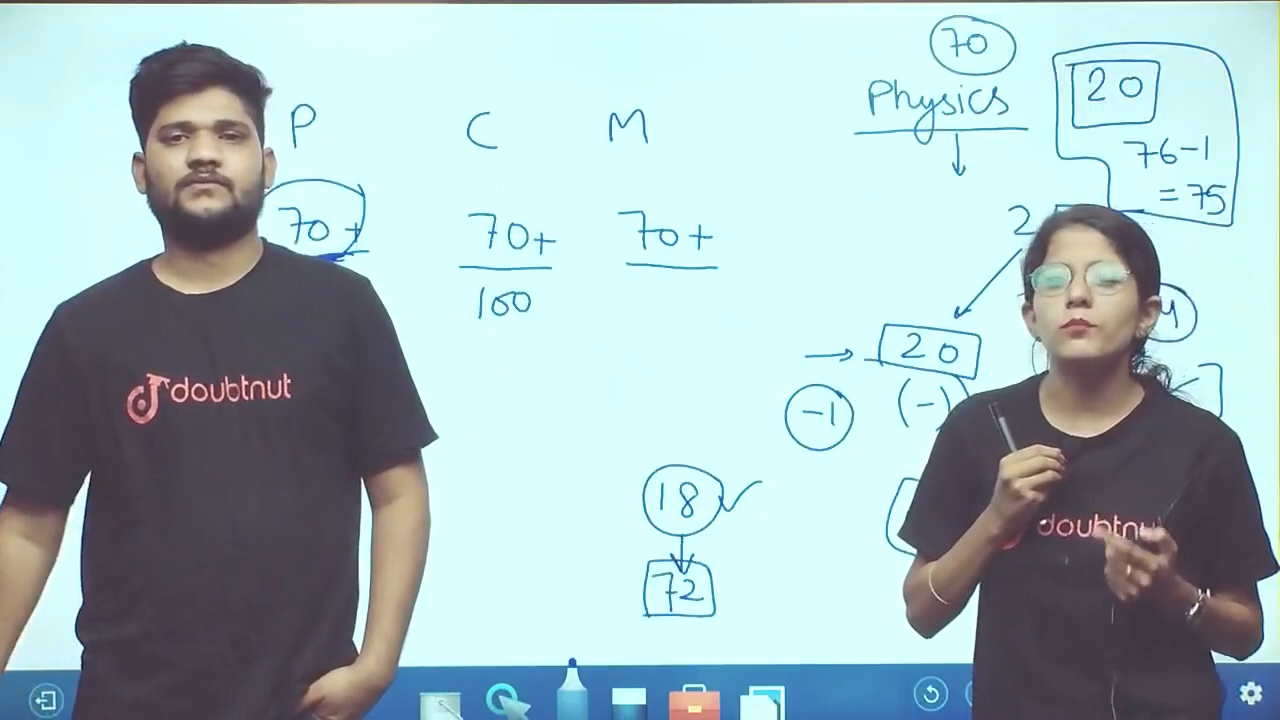 P C M
70+ 70+ 70+
100
70
Physics
20
76-1
= 75
2
20
-1 (-)
18
72
doubtnut
doubtnut